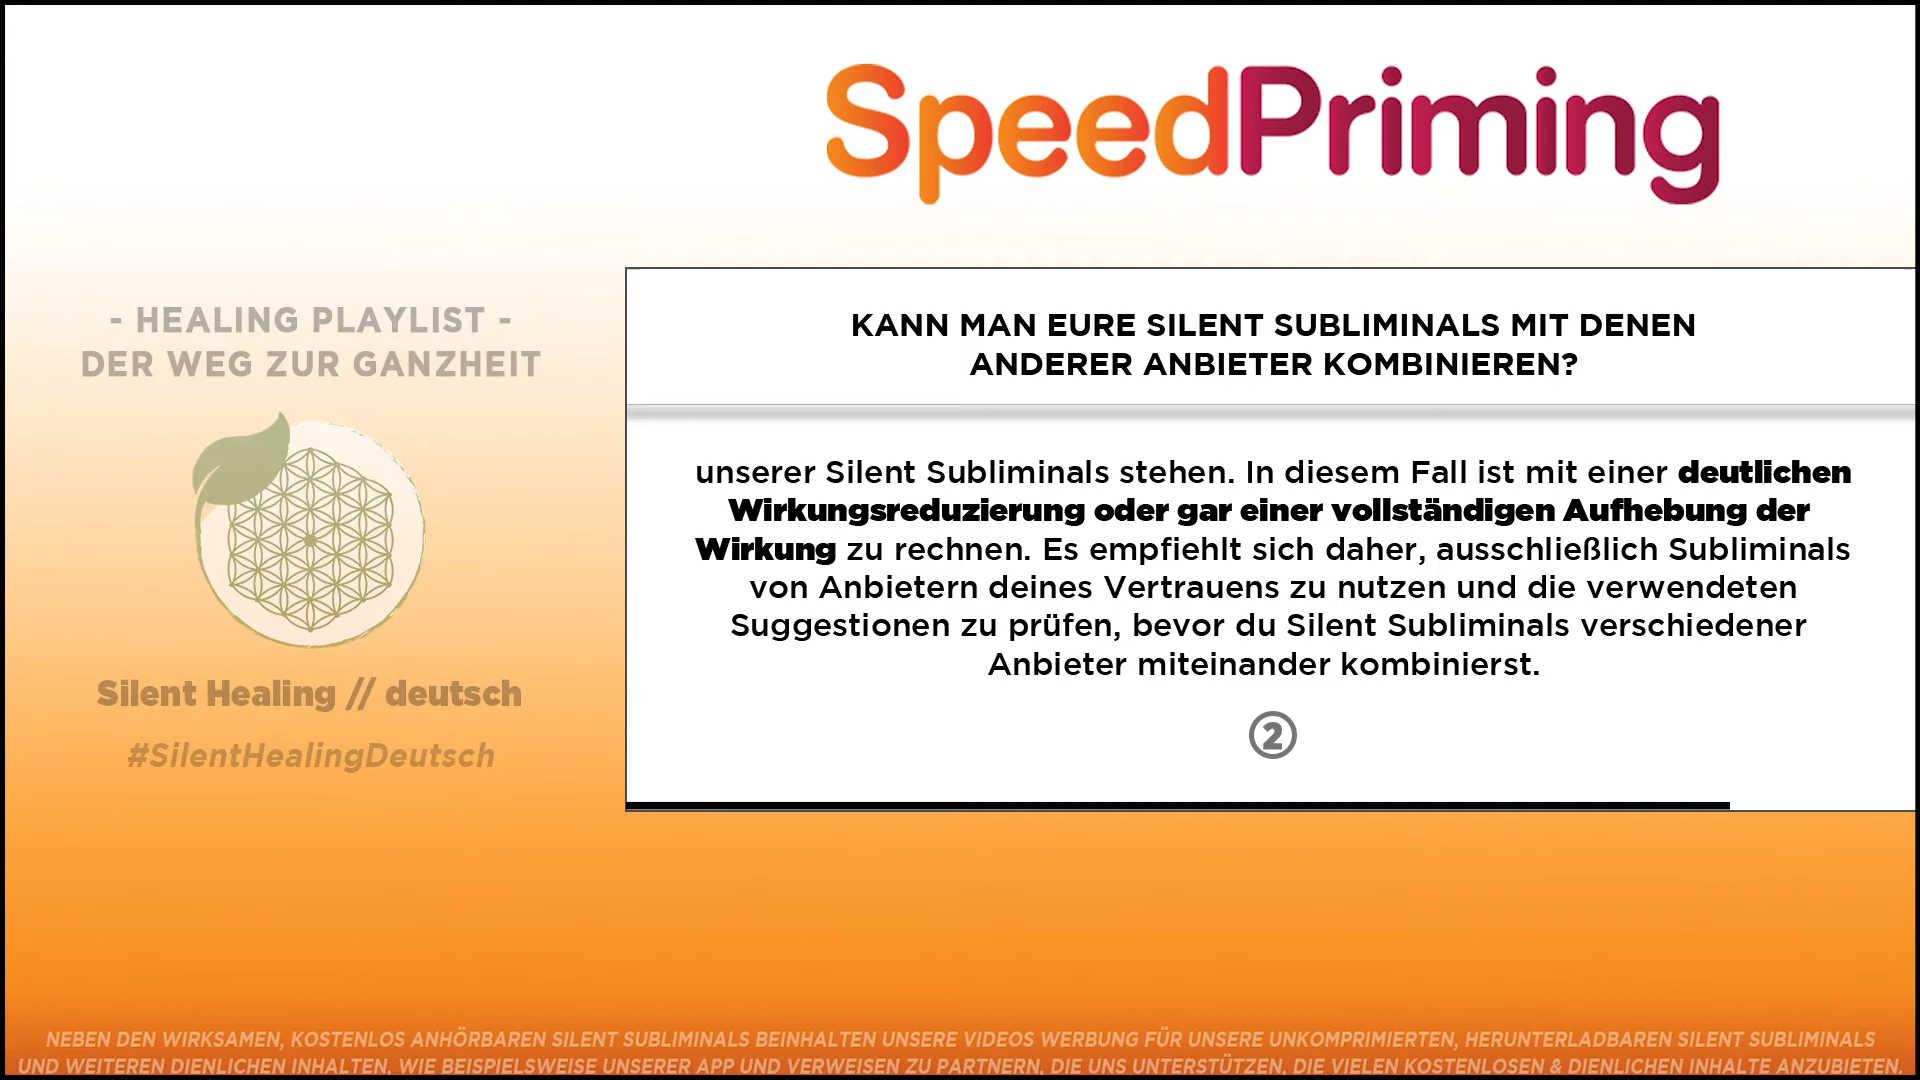 SpeedPriming
- HEALING PLAYLIST -
DER WEG ZUR GANZHEIT
Silent Healing // deutsch
#SilentHealingDeutsch
KANN MAN EURE SILENT SUBLIMINALS MIT DENEN
ANDERER ANBIETER KOMBINIEREN?
unserer Silent Subliminals stehen. In diesem Fall ist mit einer deutlichen
Wirkungsreduzierung oder gar einer vollständigen Aufhebung der
Wirkung zu rechnen. Es empfiehlt sich daher, ausschließlich Subliminals
von Anbietern deines Vertrauens zu nutzen und die verwendeten
Suggestionen zu prüfen, bevor du Silent Subliminals verschiedener
Anbieter miteinander kombinierst.
2
NEBEN DEN WIRKSAMEN, KOSTENLOS ANHÖRBAREN SILENT SUBLIMINALS BEINHALTEN UNSERE VIDEOS WERBUNG FÜR UNSERE UNKOMPRIMIERTEN, HERUNTERLADBAREN SILENT SUBLIMINALS
UND WEITEREN DIENLICHEN INHALTEN, WIE BEISPIELSWEISE UNSERER APP UND VERWEISEN ZU PARTNERN, DIE UNS UNTERSTÜTZEN, DIE VIELEN KOSTENLOSEN & DIENLICHEN INHALTE ANZUBIETEN.